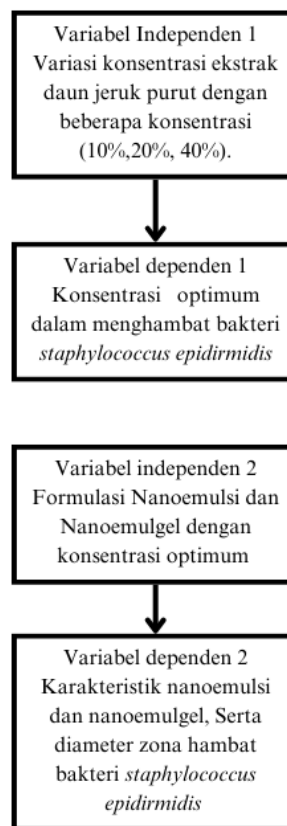 Variabel Independen 1
Variasi konsentrasi ekstrak
daun jeruk purut dengan
beberapa konsentrasi
(10%,20%, 40%).
Variabel dependen 1
Konsentrasi optimum
dalam menghambat bakteri
staphylococcus epidirmidis
Variabel independen 2
Formulasi Nanoemulsi dan
Nanoemulgel dengan
konsentrasi optimum
Variabel dependen 2
Karakteristik nanoemulsi
dan nanoemulgel, Serta
diameter zona hambat
bakteri staphylococcus
epidirmidis